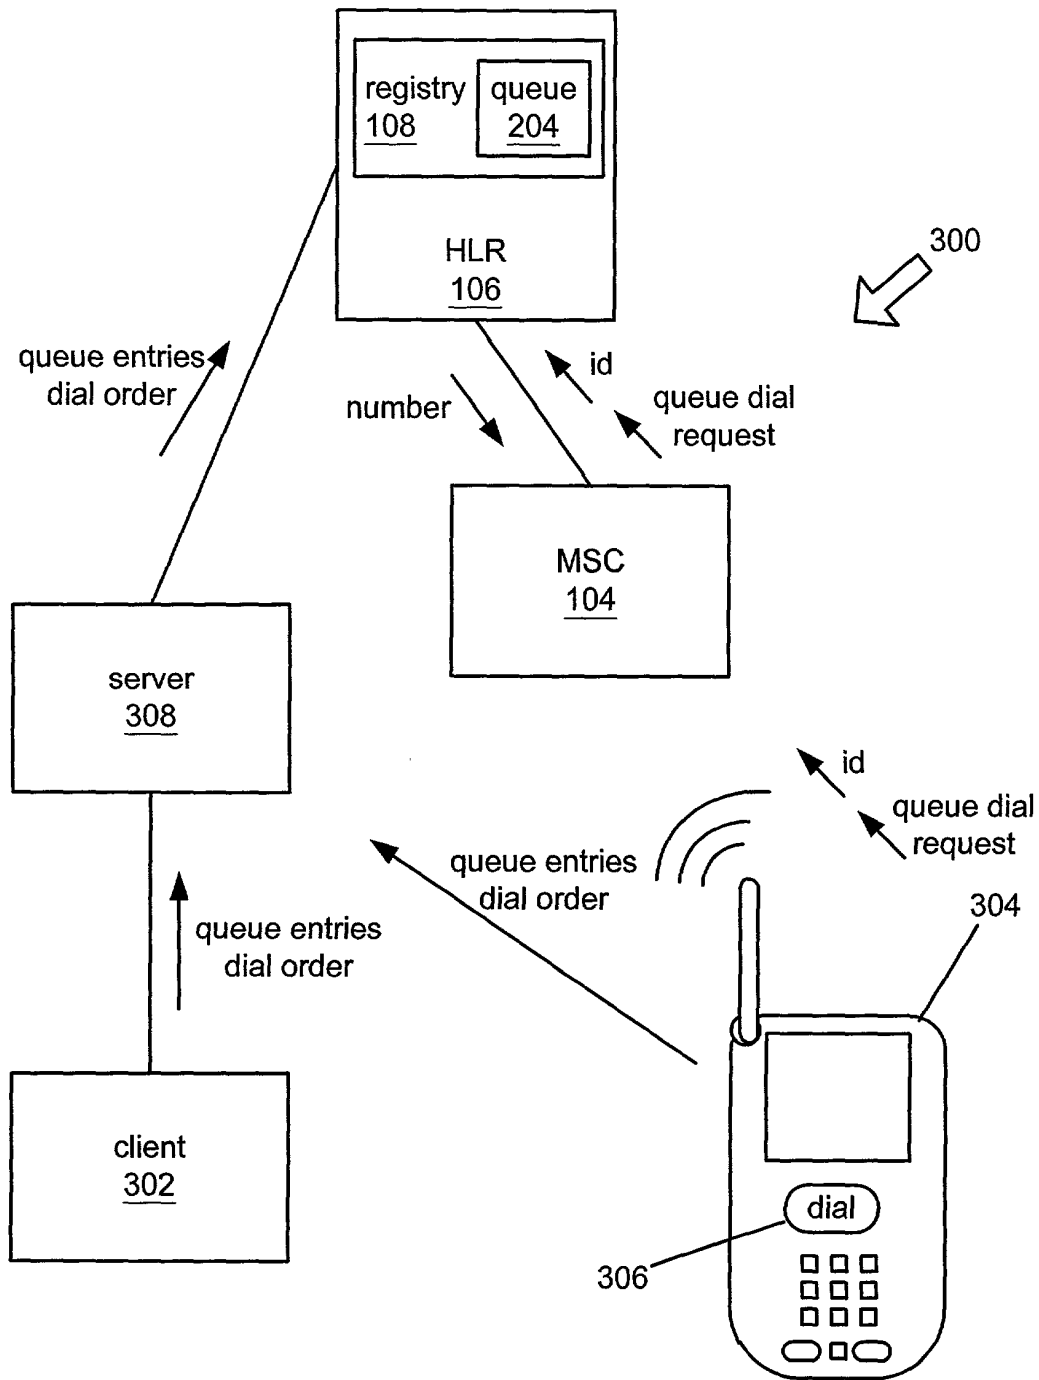 registry
108
queue
204
HLR
106
300
queue entries
dial order
number
id
queue dial
request
MSC
104
server
308
id
queue dial
request
queue entries
dial order
304
queue entries
dial order
client
302
dial
306